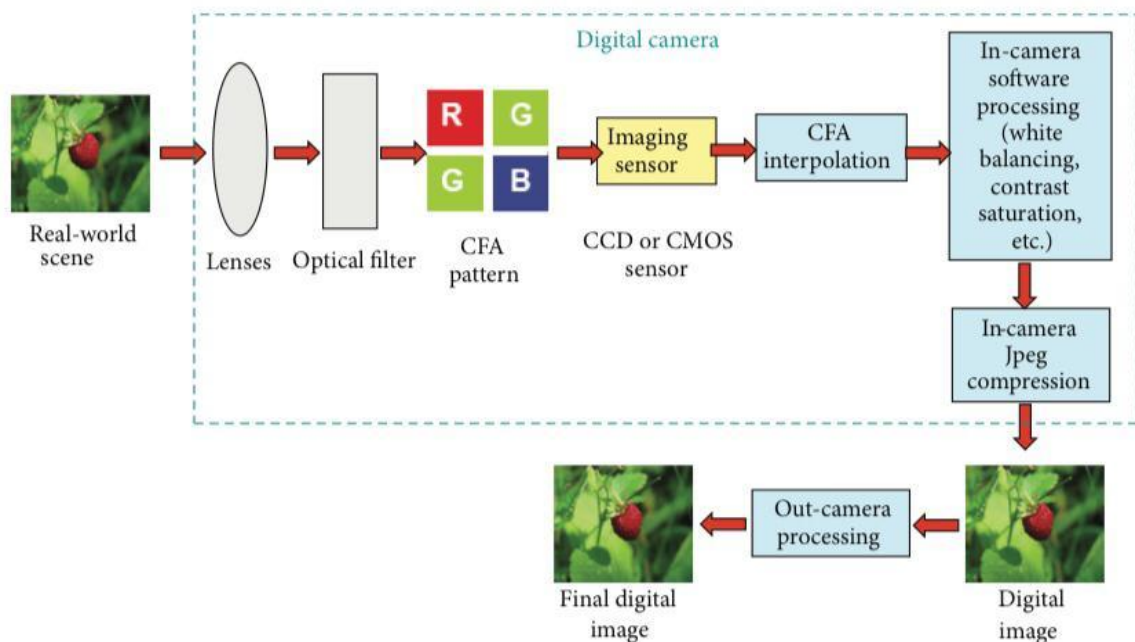 Digital camera
Real-world
scene
Lenses
Optical filter
R G
G B
CFA
pattern
Imaging
sensor
CCD or CMOS
sensor
CFA
interpolation
In-camera
software
processing
(white
balancing,
contrast
saturation,
etc.)
In-camera
Jpeg
compression
Digital
image
Out-camera
processing
Final digital
image